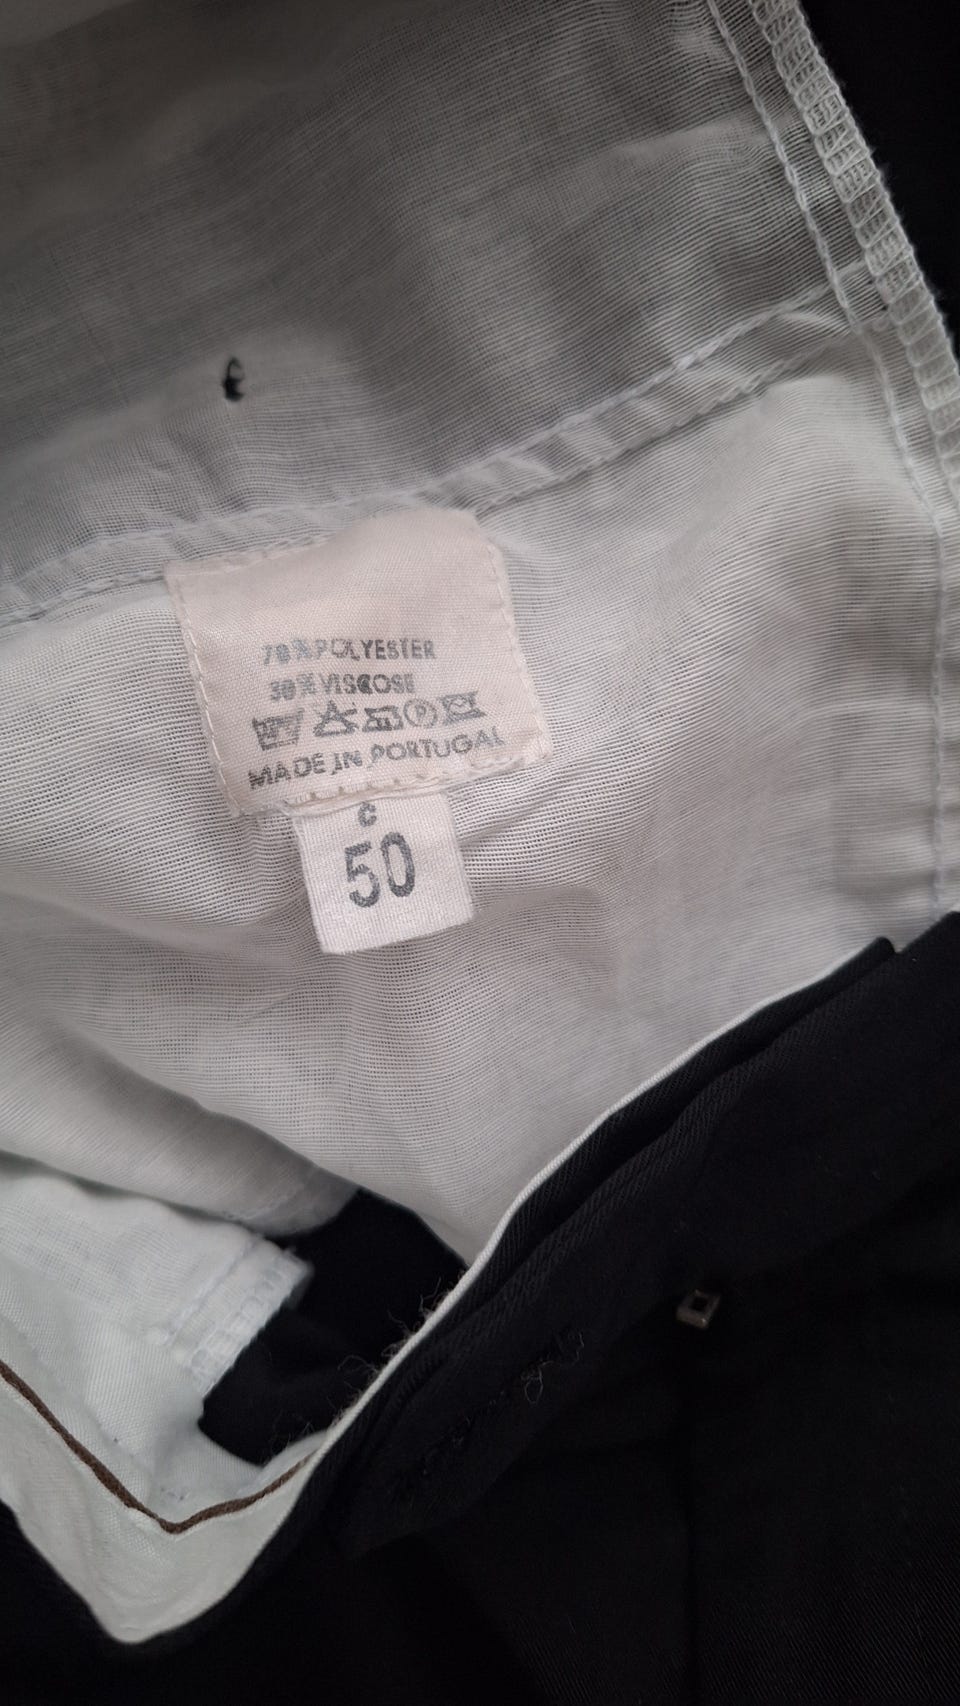 70%POLYESTER
30%VISCOSE
P
MADE IN PORTUGAL
C
50